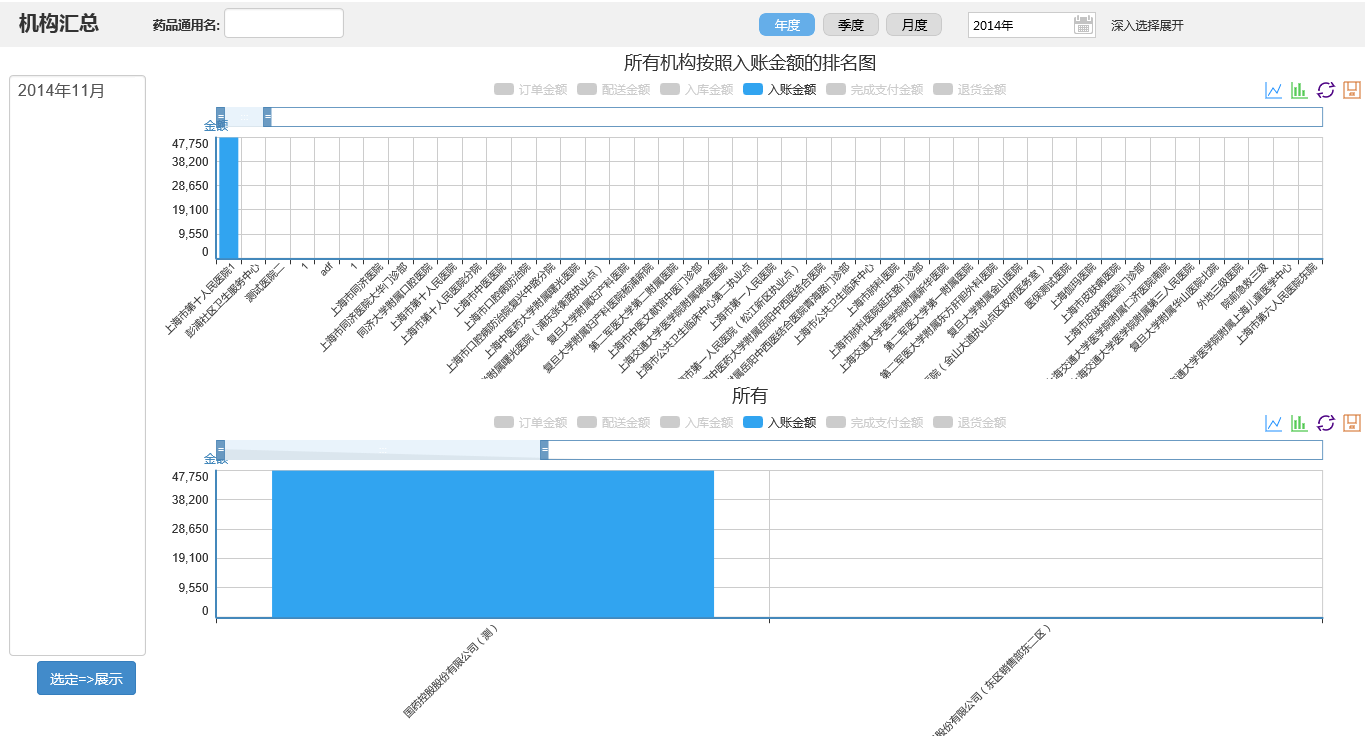 机构汇总
药品通用名:
年度
季度
月度
2014年
深入选择展开
2014年11月
选定=>展示
所有机构按照入账金额的排名图
订单金额
配送金额
入库金额
入账金额
完成支付金额
退货金额
金额
47,750
38,200
28,650
19,100
9,550
0
上海市第十人民医院1
彭浦社区卫生服务中心
测试医院二
1
adf
1
上海市同济医院
上海市同济医院大华门诊部
同济大学附属口腔医院
上海市第十人民医院
上海市第十人民医院分院
上海市中医医院
上海市口腔病防治院
上海市口腔病防治院复兴中路分院
上海中医药大学附属曙光医院
学附属曙光医院（浦东张衡路执业点）
复旦大学附属妇产科医院
复旦大学附属妇产科医院杨浦新院
第二军医大学第二附属医院
上海市中医文献馆中医门诊部
上海交通大学医学院附属瑞金医院
上海市公共卫生临床中心第二执业点
上海市第一人民医院
海市第一人民医院（松江新区执业点）
海中医药大学附属岳阳中西医结合医院
附属岳阳中西医结合医院青海路门诊部
上海市公共卫生临床中心
上海市肺科医院
上海市肺科医院延庆路门诊部
上海交通大学医学院附属新华医院
第二军医大学第一附属医院
第二军医大学附属东方肝胆外科医院
复旦大学附属金山医院
医院（金山大道执业点区政府医务室）
医保测试医院
上海伯玛医院
上海市皮肤病医院
上海市皮肤病医院门诊部
上海交通大学医学院附属仁济医院南院
上海交通大学医学院附属第三人民医院
复旦大学附属华山医院北院
外地三级医院
院前急救三级
交通大学医学院附属上海儿童医学中心
上海市第六人民医院东院
所有
订单金额
配送金额
入库金额
入账金额
完成支付金额
退货金额
金额
47,750
38,200
28,650
19,100
9,550
0
国药控股股份有限公司（测）
股份有限公司（东区销售部东二区）